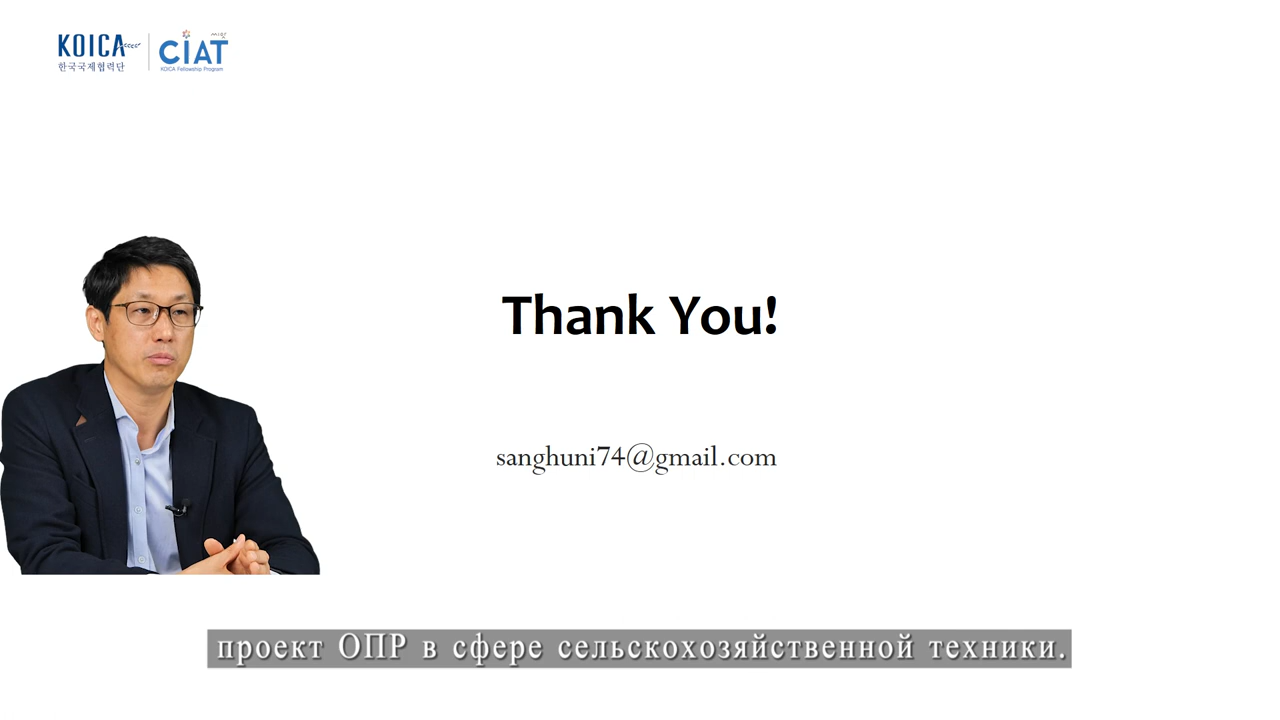 KOICA
한국국제협력단
CIAT
KOICA Fellowship Program
Thank You!
sanghuni74@gmail.com
проект ОПР в сфере сельскохозяйственной техники.